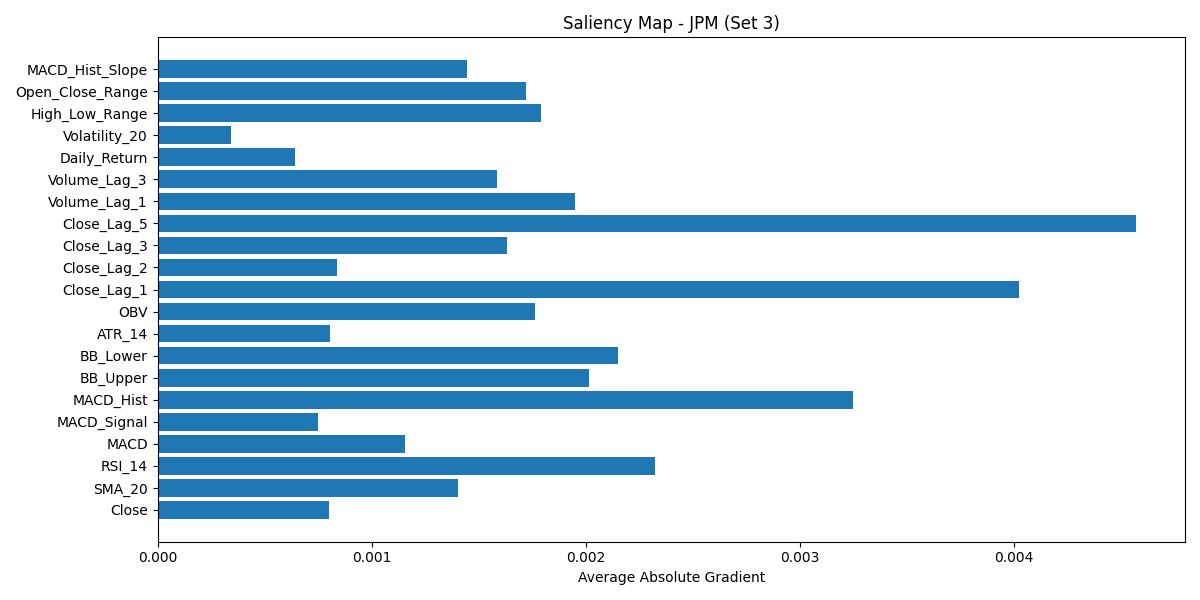 Saliency Map - JPM (Set 3)
MACD_Hist_Slope
Open_Close_Range
High_Low_Range
Volatility_20
Daily_Return
Volume_Lag_3
Volume_Lag_1
Close_Lag_5
Close_Lag_3
Close_Lag_2
Close_Lag_1
OBV
ATR_14
BB_Lower
BB_Upper
MACD_Hist
MACD_Signal
MACD
RSI_14
SMA_20
Close
0.000 0.001 0.002 0.003 0.004
Average Absolute Gradient